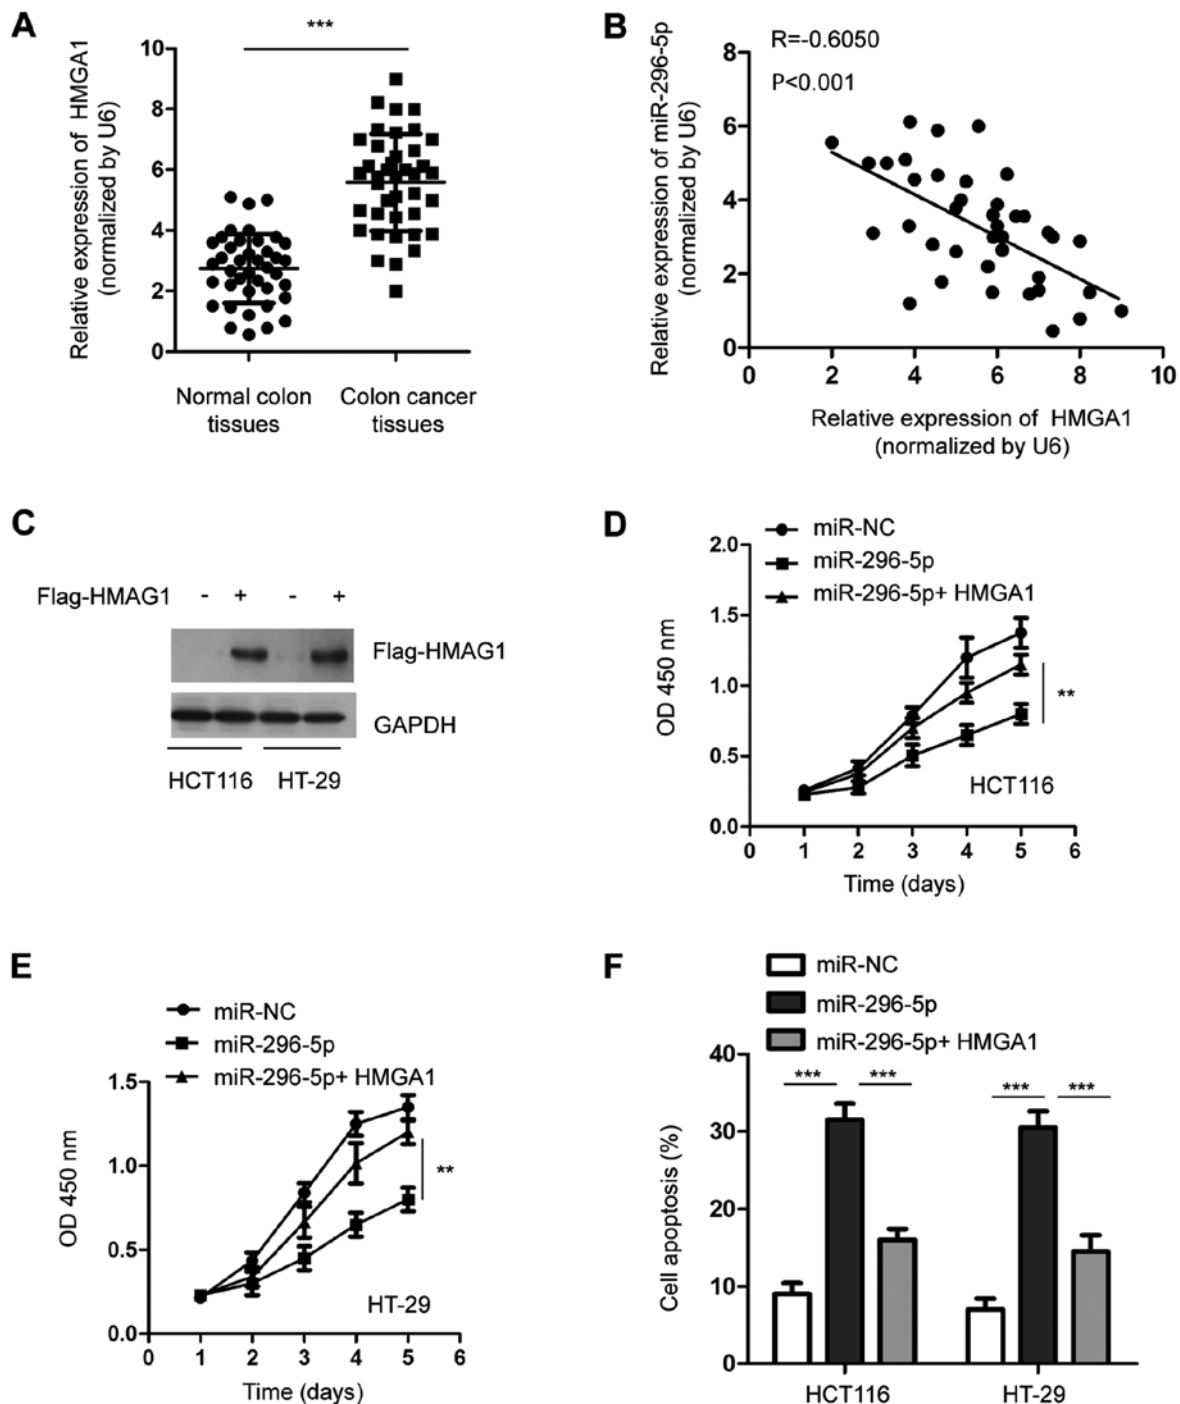 A
***
Relative expression of HMGA1
(normalized by U6)
10
8
6
4
2
0
Normal colon
tissues
Colon cancer
tissues
B
R=-0.6050
P<0.001
Relative expression of miR-296-5p
(normalized by U6)
8
6
4
2
0
0 2 4 6 8 10
Relative expression of HMGA1
(normalized by U6)
C
Flag-HMAG1 - + - +
Flag-HMAG1
GAPDH
HCT116 HT-29
D
miR-NC
miR-296-5p
miR-296-5p+ HMGA1
OD 450 nm
2.0
1.5
1.0
0.5
0.0
**
HCT116
0 1 2 3 4 5 6
Time (days)
E
miR-NC
miR-296-5p
miR-296-5p+ HMGA1
OD 450 nm
1.5
1.0
0.5
0.0
**
HT-29
0 1 2 3 4 5 6
Time (days)
F
miR-NC
miR-296-5p
miR-296-5p+ HMGA1
Cell apoptosis (%)
40
30
20
10
0
*** *** *** ***
HCT116 HT-29